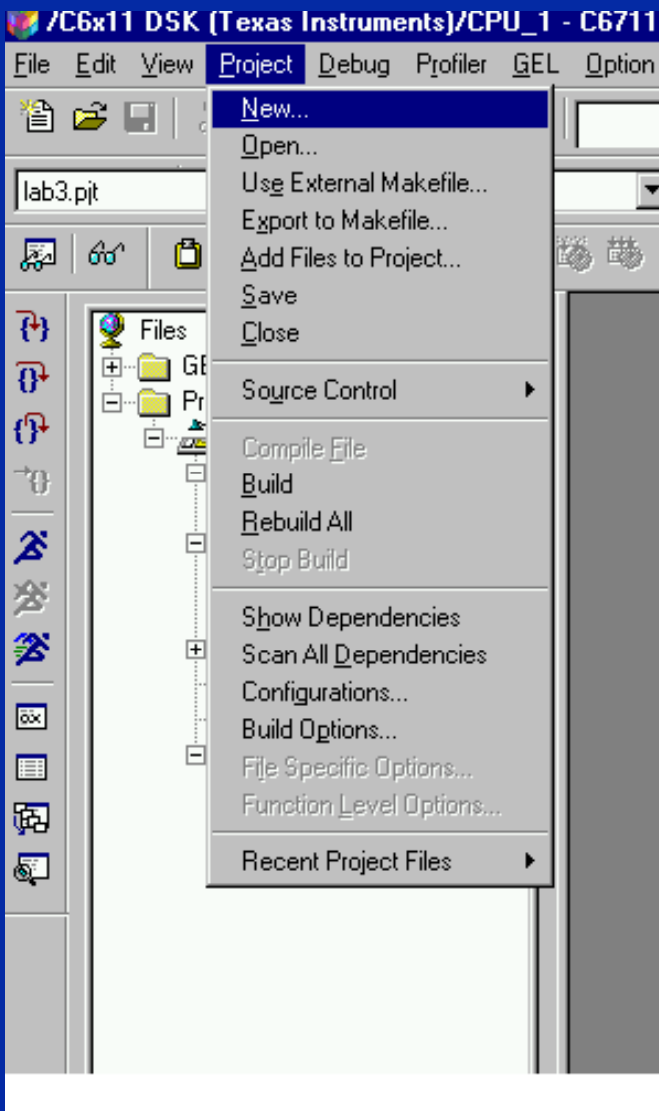 /C6x11 DSK (Texas Instruments)/CPU_1 - C6711
File Edit View Project Debug Profiler GEL Option
New...
Open...
lab3.pjt
Use External Makefile...
Export to Makefile...
Add Files to Project...
Save
Files
Close
GE
Pr
Source Control
Compile File
Build
Rebuild All
Stop Build
Show Dependencies
Scan All Dependencies
Configurations...
Build Options...
File Specific Options...
Function Level Options...
Recent Project Files